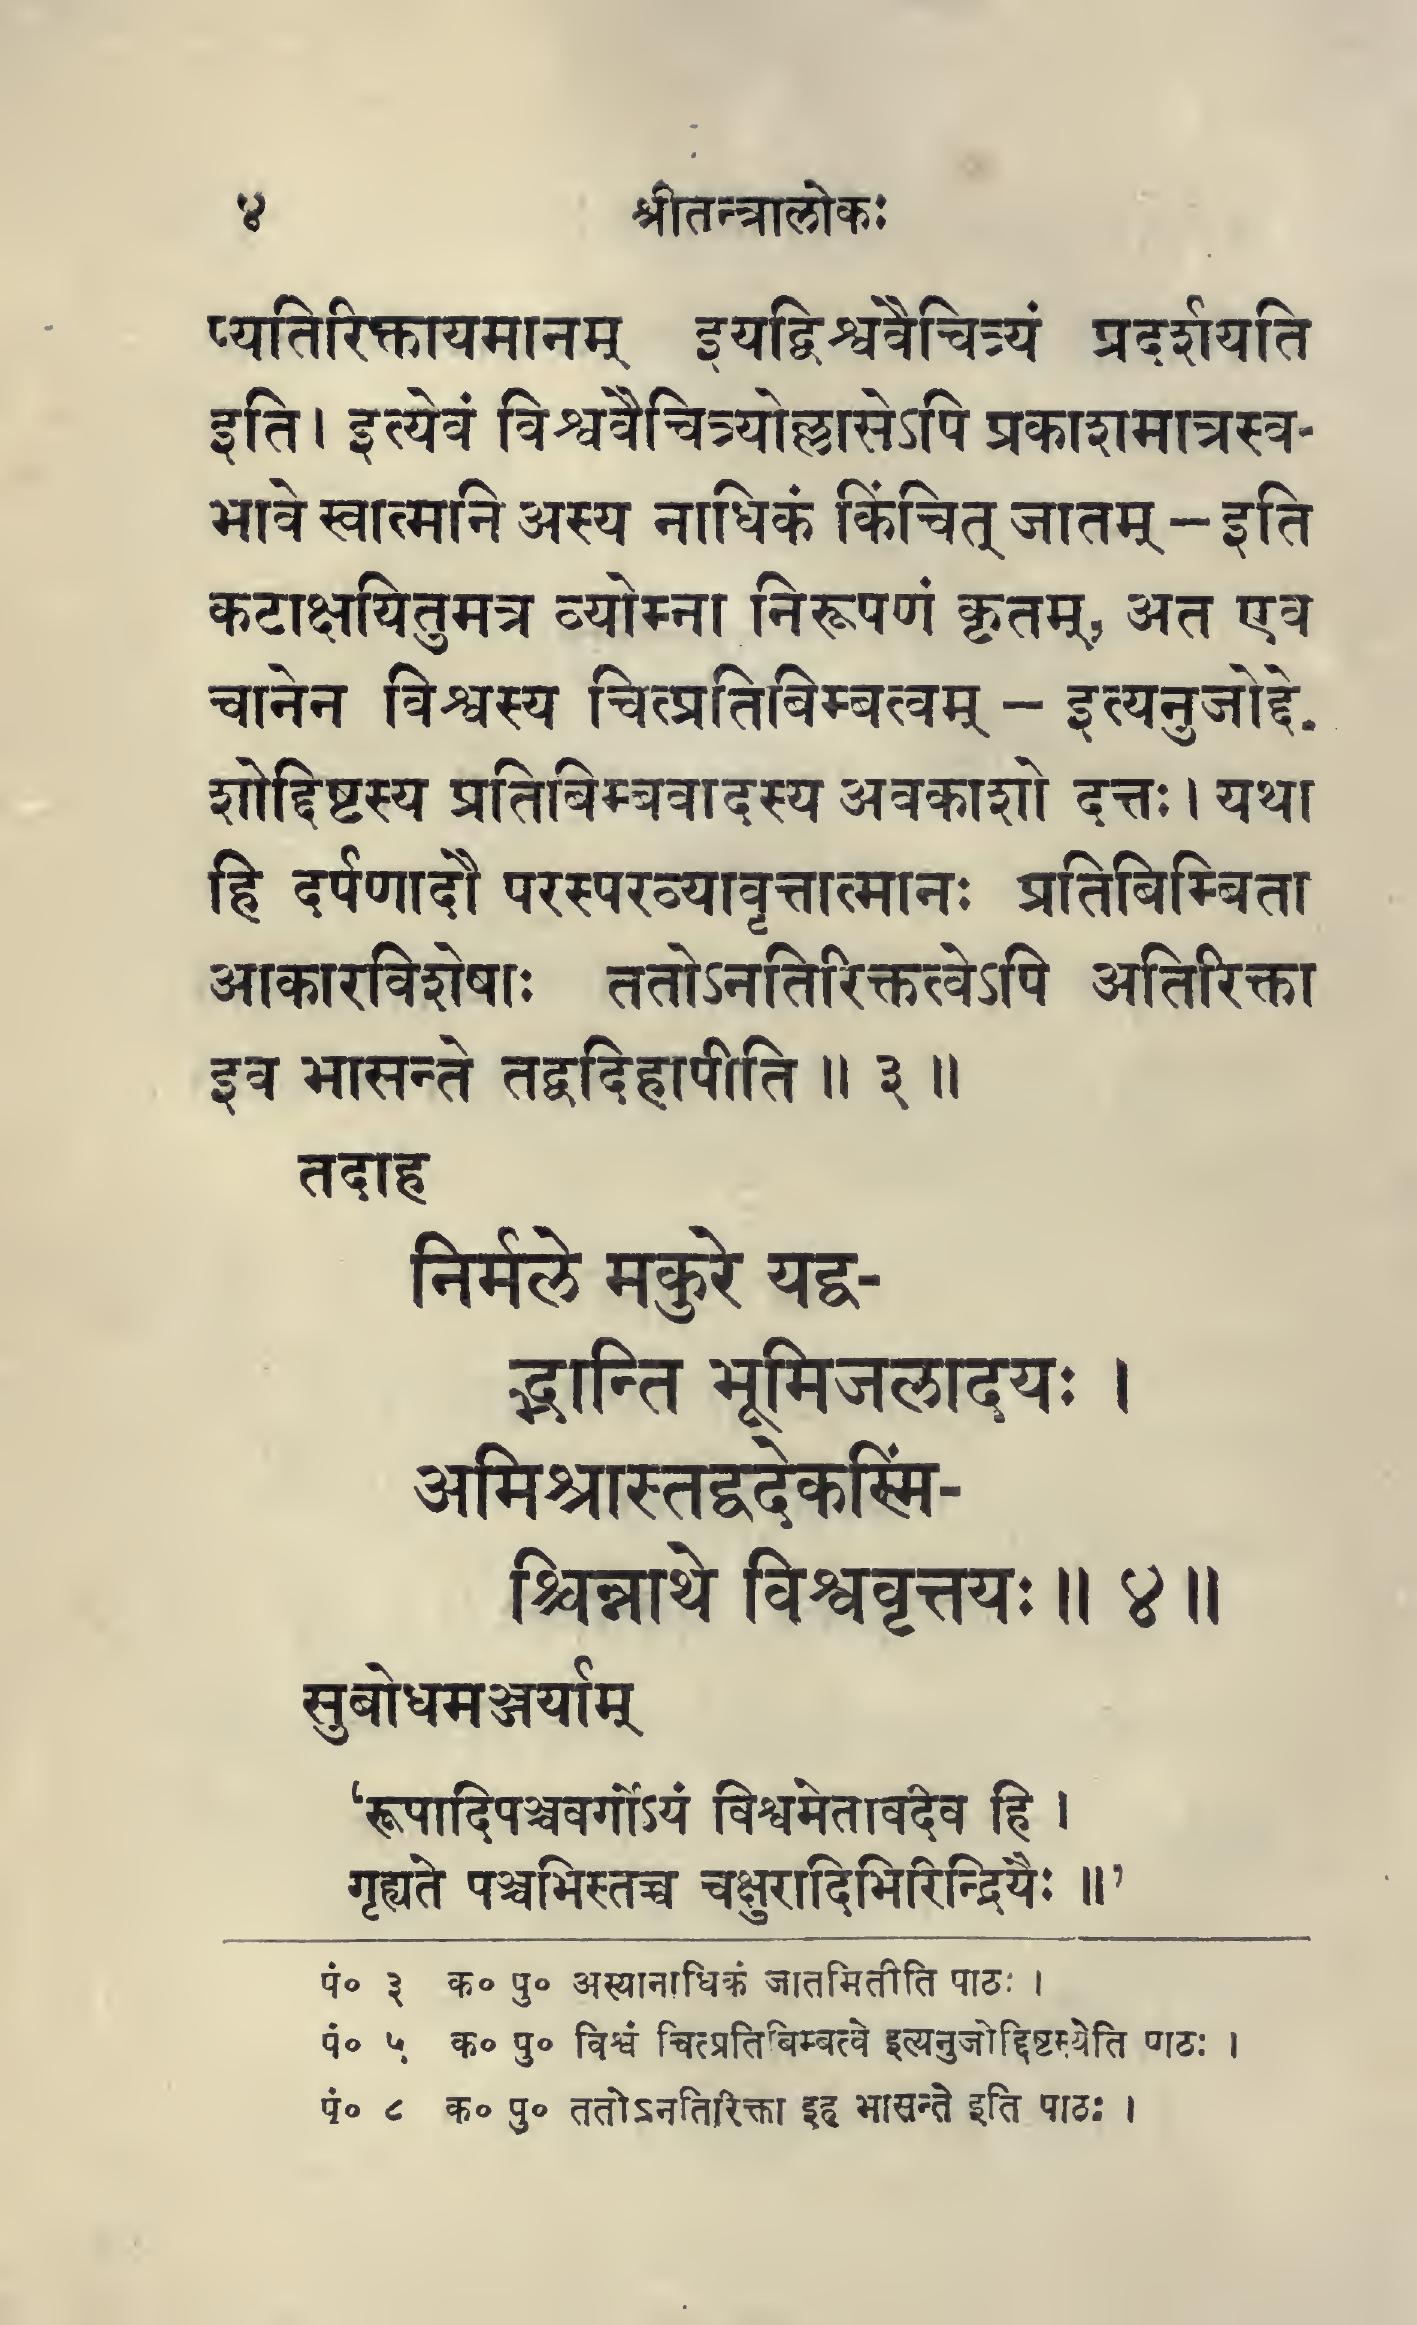 ४ श्रीतन्त्रालोकः
प्यतिरिक्तायमानम् इयद्विश्ववैचित्र्यं प्रदर्शयति
इति । इत्येवं विश्ववैचित्र्योल्लासेऽपि प्रकाशमात्रस्व-
भावे स्वात्मनि अस्य नाधिकं किंचित् जातम् – इति
कटाक्षयितुमत्र व्योम्ना निरूपणं कृतम्, अत एव
चानेन विश्वस्य चित्प्रतिबिम्बत्वम् – इत्यनुजोद्दे-
शोद्दिष्टस्य प्रतिबिम्बवादस्य अवकाशो दत्तः । यथा
हि दर्पणादौ परस्परव्यावृत्तात्मानः प्रतिबिम्बिता
आकारविशेषाः ततोऽनतिरिक्तत्वेऽपि अतिरिक्ता
इव भासन्ते तद्वदिहापीति ॥ ३ ॥
तदाह
निर्मले मकुरे यद्व-
द्भान्ति भूमिजलादयः ।
अमिश्रास्तद्वदेकस्मिं-
श्चिन्नाथे विश्ववृत्तयः ॥ ४ ॥
सुबोधमञ्जर्याम्
‘रूपादिपञ्चवर्गोऽयं विश्वमेतावदेव हि ।
गृह्यते पञ्चभिस्तच्च चक्षुरादिभिरिन्द्रियैः ॥’
पं० ३ क० पु० अस्यानाधिकं जातमितीति पाठः ।
पं० ५ क० पु० विश्वं चित्प्रतिबिम्बत्वे इत्यनुजोद्दिष्टस्येति पाठः ।
पं० ८ क० पु० ततोऽनतिरिक्ता इह भासन्ते इति पाठः ।